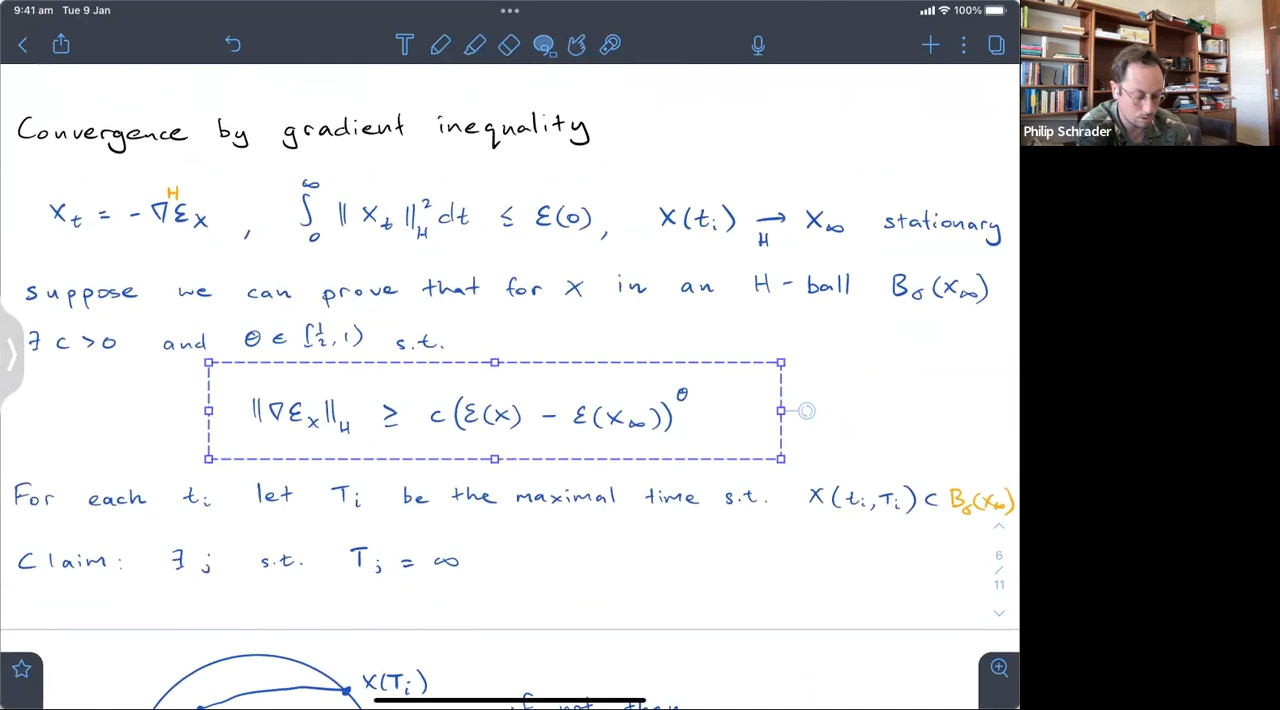 9:41 am Tue 9 Jan
100%
Convergence by gradient inequality
X_t = - ∇^H ℰ_X , ∫_0^∞ ‖ X_t ‖_H^2 dt ≤ ℰ(0), X(t_i) →_H X_∞ stationary
suppose we can prove that for X in an H-ball B_σ(X_∞)
∃ c > 0 and θ ∈ [1/2, 1) s.t.
‖∇ℰ_X‖_H ≥ c(ℰ(X) - ℰ(X_∞))^θ
For each t_i let T_i be the maximal time s.t. X(t_i, T_i) ⊂ B_σ(X_∞)
Claim: ∃ j s.t. T_j = ∞
6
/
11
X(T_i)
Philip Schrader